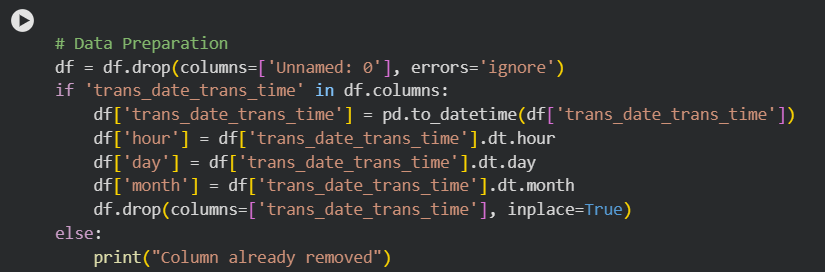 # Data Preparation
df = df.drop(columns=['Unnamed: 0'], errors='ignore')
if 'trans_date_trans_time' in df.columns:
    df['trans_date_trans_time'] = pd.to_datetime(df['trans_date_trans_time'])
    df['hour'] = df['trans_date_trans_time'].dt.hour
    df['day'] = df['trans_date_trans_time'].dt.day
    df['month'] = df['trans_date_trans_time'].dt.month
    df.drop(columns=['trans_date_trans_time'], inplace=True)
else:
    print("Column already removed")